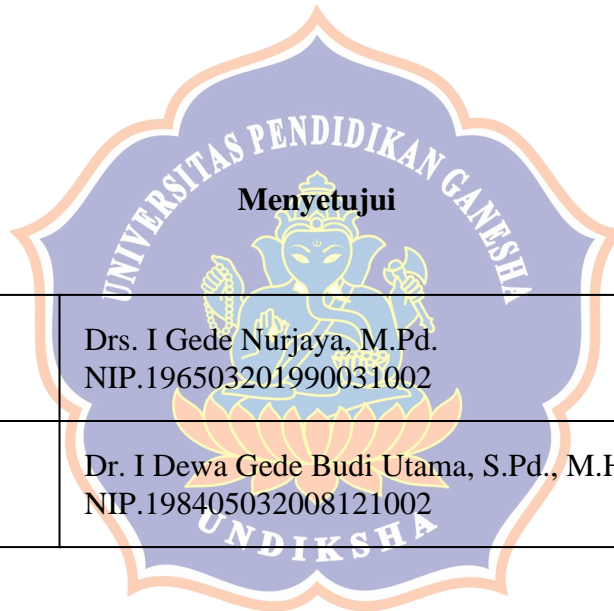 UNIVERSITAS PENDIDIKAN GANESHA
Menyetujui
Drs. I Gede Nurjaya, M.Pd.
NIP.196503201990031002
Dr. I Dewa Gede Budi Utama, S.Pd., M.H
NIP.198405032008121002
UNDIKSHA